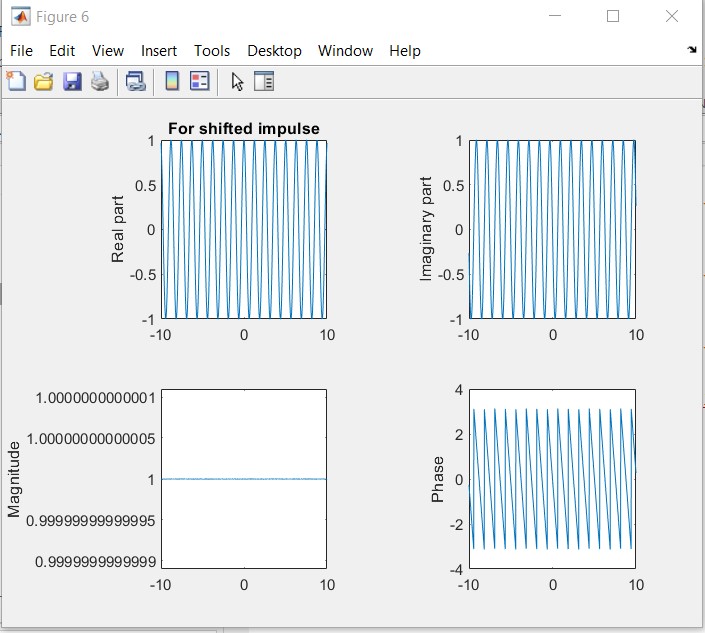 Figure 6
File Edit View Insert Tools Desktop Window Help
For shifted impulse
Real part
1
0.5
0
-0.5
-1
-10 0 10
Imaginary part
1
0.5
0
-0.5
-1
-10 0 10
Magnitude
1.0000000000001
1.00000000000005
1
0.99999999999995
0.9999999999999
-10 0 10
Phase
4
2
0
-2
-4
-10 0 10